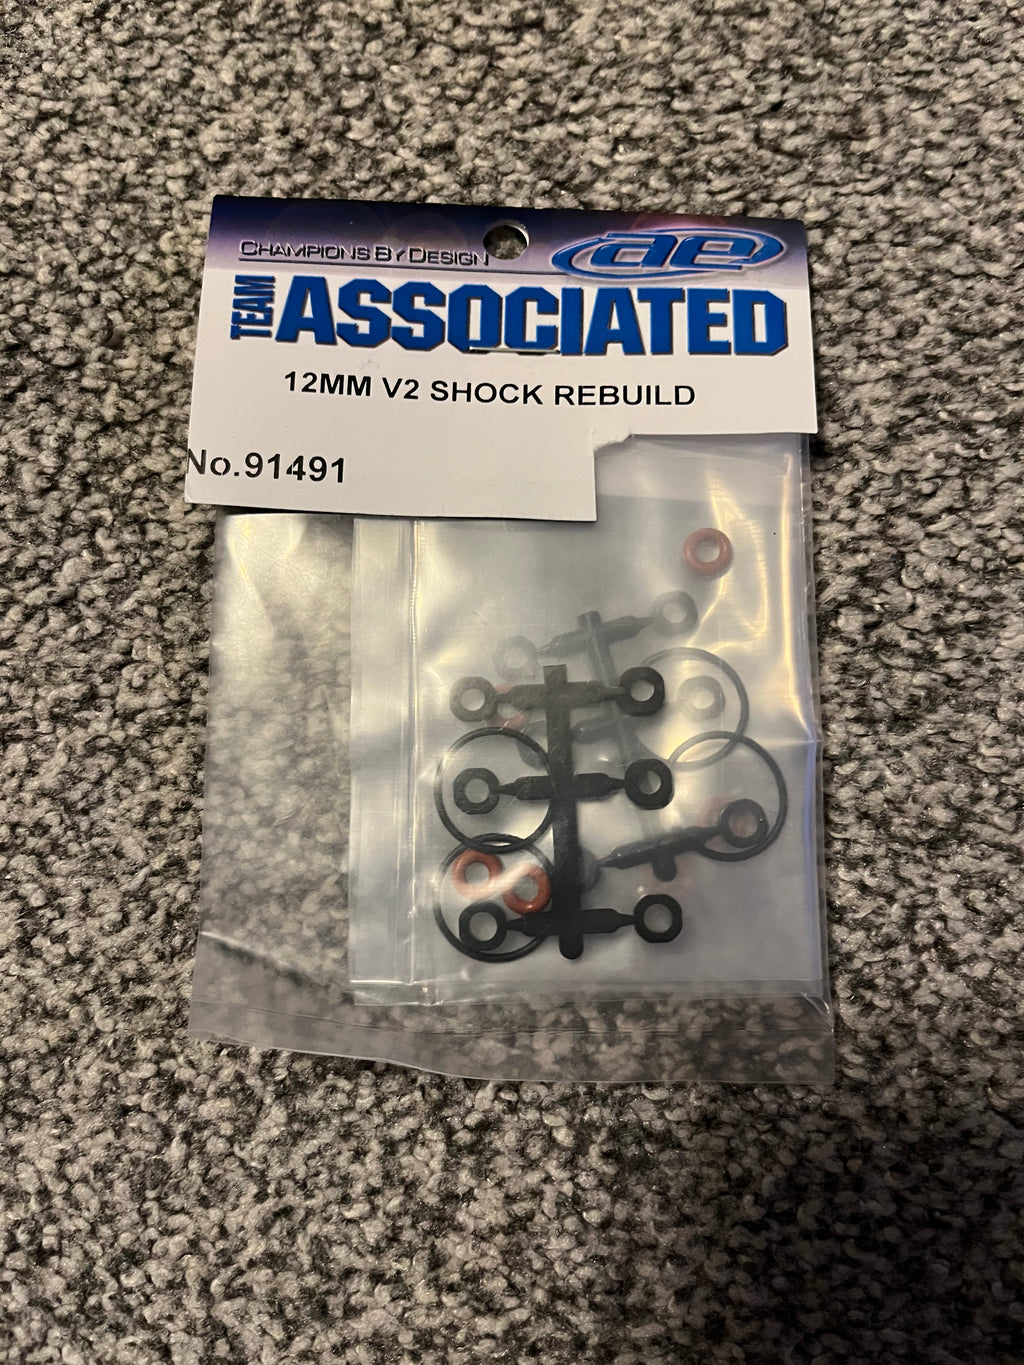 CHAMPIONS BY DESIGN
ae
TEAM ASSOCIATED
12MM V2 SHOCK REBUILD
No.91491